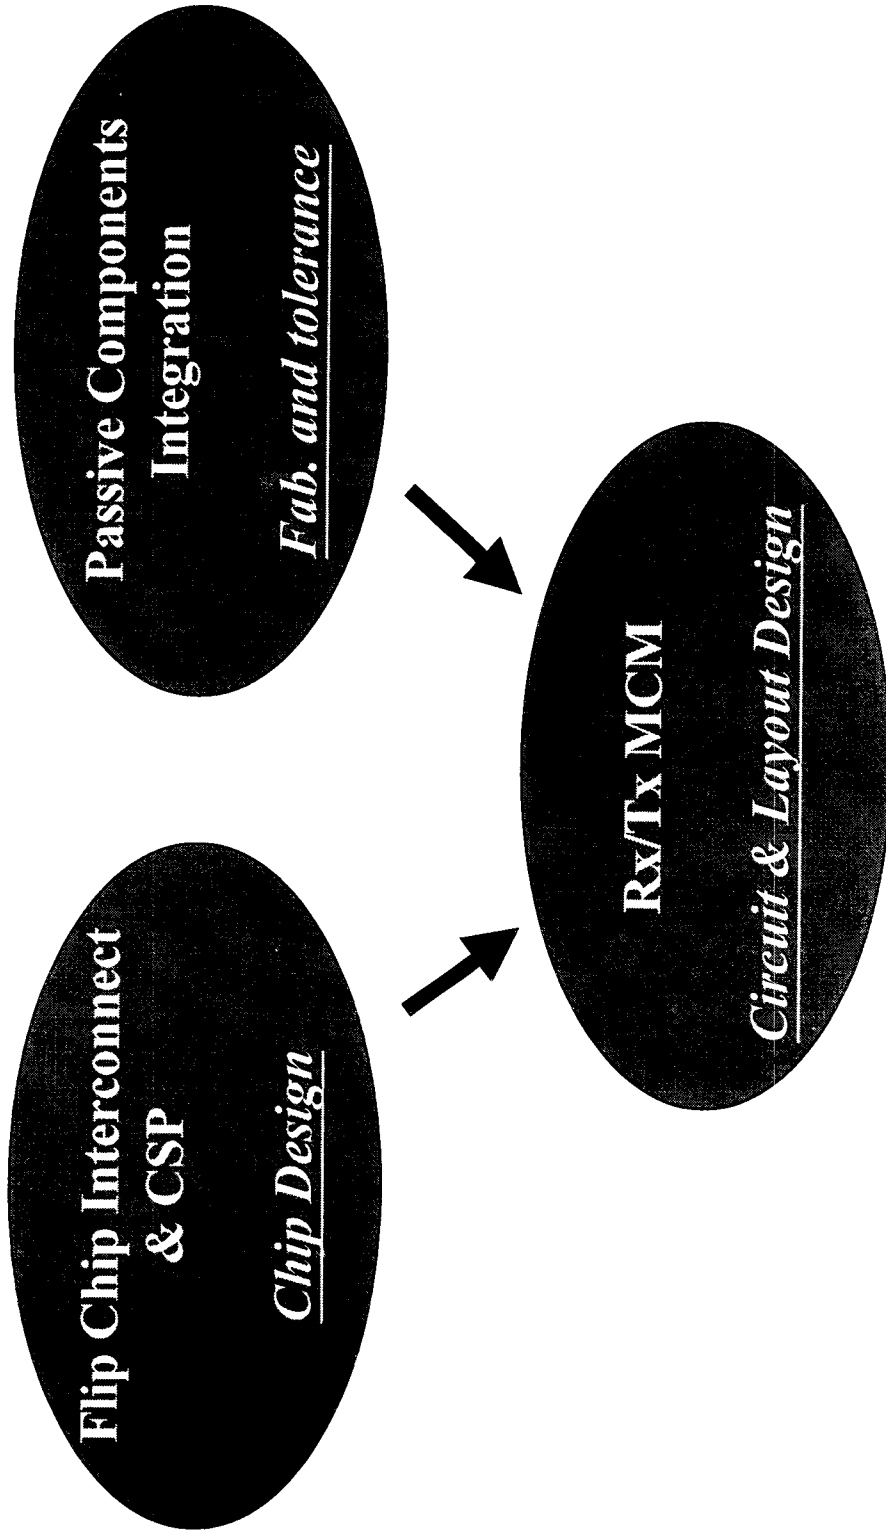 Flip Chip Interconnect
& CSP
Chip Design
Passive Components
Integration
Fab. and tolerance
Rx/Tx MCM
Circuit & Layout Design